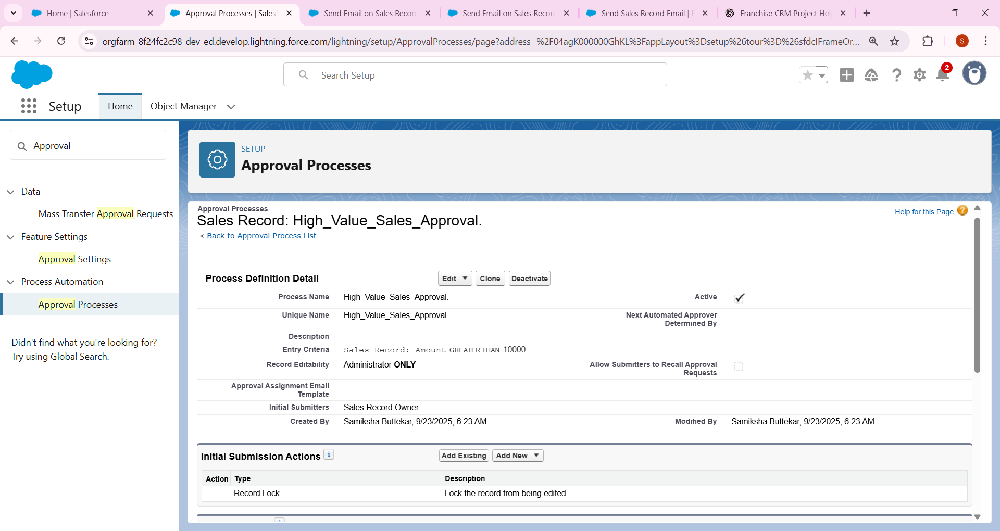 Home | Salesforce
Approval Processes | Salesf
Send Email on Sales Recor
Send Email on Sales Recor
Send Sales Record Email |
Franchise CRM Project Hel
orgfarm-8f24fc2c98-dev-ed.develop.lightning.force.com/lightning/setup/ApprovalProcesses/page?address=%2F04agK000000GhKL%3FappLayout%3Dsetup%26tour%3D%26sfdcIFrameOr...
S
Search Setup
2
Setup
Home
Object Manager
Approval
Data
Mass Transfer Approval Requests
Feature Settings
Approval Settings
Process Automation
Approval Processes
Didn't find what you're looking for?
Try using Global Search.
SETUP
Approval Processes
Approval Processes
Sales Record: High_Value_Sales_Approval.
Help for this Page ?
« Back to Approval Process List
Process Definition Detail
Edit
Clone
Deactivate
Process Name High_Value_Sales_Approval.
Active
Unique Name High_Value_Sales_Approval
Next Automated Approver
Determined By
Description
Entry Criteria Sales Record: Amount GREATER THAN 10000
Record Editability Administrator ONLY
Allow Submitters to Recall Approval
Requests
Approval Assignment Email
Template
Initial Submitters Sales Record Owner
Created By Samiksha Buttekar, 9/23/2025, 6:23 AM
Modified By Samiksha Buttekar, 9/23/2025, 6:23 AM
Initial Submission Actions i
Add Existing
Add New
Action Type Description
Record Lock Lock the record from being edited